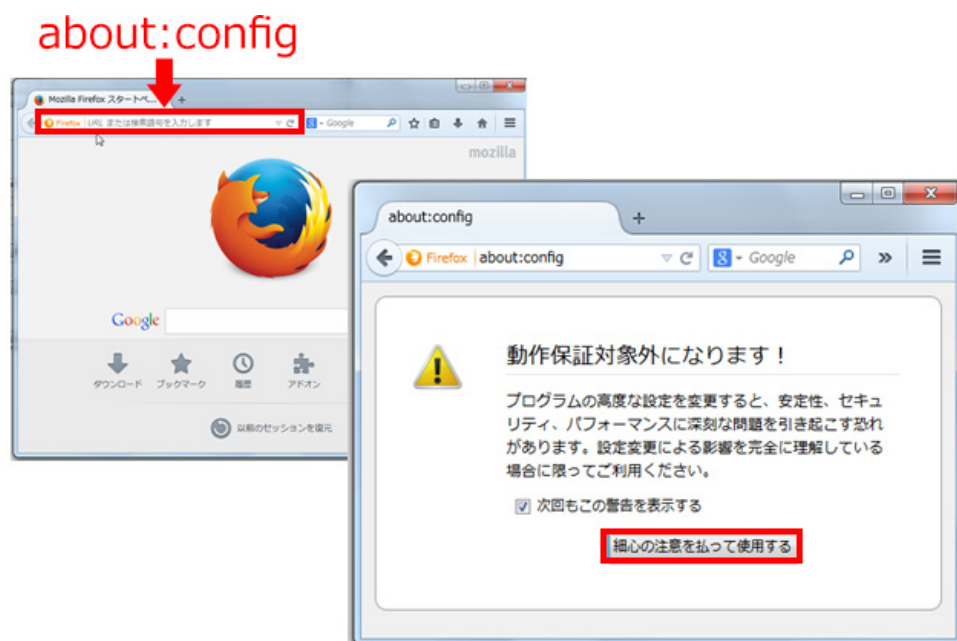 about:config
Mozilla Firefox スタートペ...
+
Firefox URL または検索語句を入力します
Google
mozilla
Google
ダウンロード ブックマーク 履歴 アドオン
以前のセッションを復元
about:config
+
Firefox about:config
8 Google
動作保証対象外になります！
プログラムの高度な設定を変更すると、安定性、セキュ
リティ、パフォーマンスに深刻な問題を引き起こす恐れ
があります。設定変更による影響を完全に理解している
場合に限ってご利用ください。
次回もこの警告を表示する
細心の注意を払って使用する